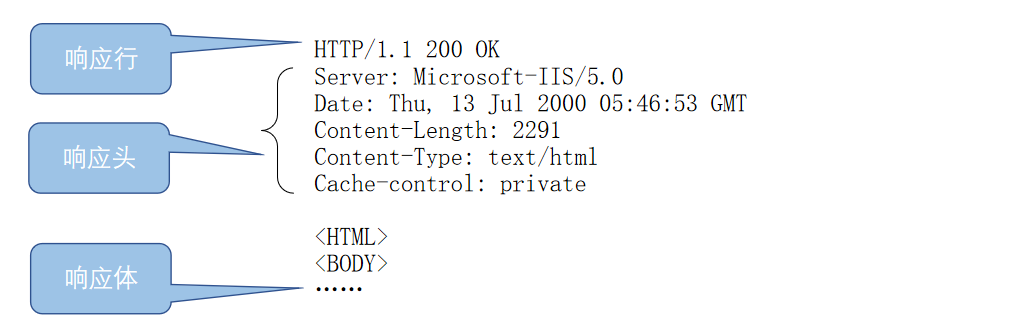 响应行
HTTP/1.1 200 OK
Server: Microsoft-IIS/5.0
Date: Thu, 13 Jul 2000 05:46:53 GMT
Content-Length: 2291
响应头
Content-Type: text/html
Cache-control: private
<HTML>
<BODY>
响应体
……